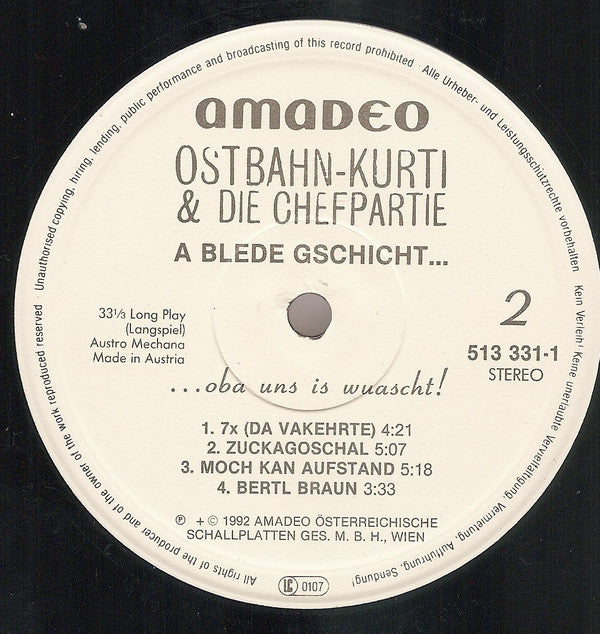 All rights of the producer and of the owner of the work reproduced reserved · Unauthorised copying, hiring, lending, public performance and broadcasting of this record prohibited · Alle Urheber- und Leistungsschutzrechte vorbehalten · Kein Verleih! Keine unerlaubte Vervielfältigung, Vermietung, Aufführung, Sendung!
amadeo
OSTBAHN-KURTI
& DIE CHEFPARTIE
A BLEDE GSCHICHT...
33⅓ Long Play
(Langspiel)
Austro Mechana
Made in Austria
2
513 331-1
STEREO
...oba uns is wuascht!
1. 7x (DA VAKEHRTE) 4:21
2. ZUCKAGOSCHAL 5:07
3. MOCH KAN AUFSTAND 5:18
4. BERTL BRAUN 3:33
℗ + © 1992 AMADEO ÖSTERREICHISCHE
SCHALLPLATTEN GES. M. B. H., WIEN
LC 0107